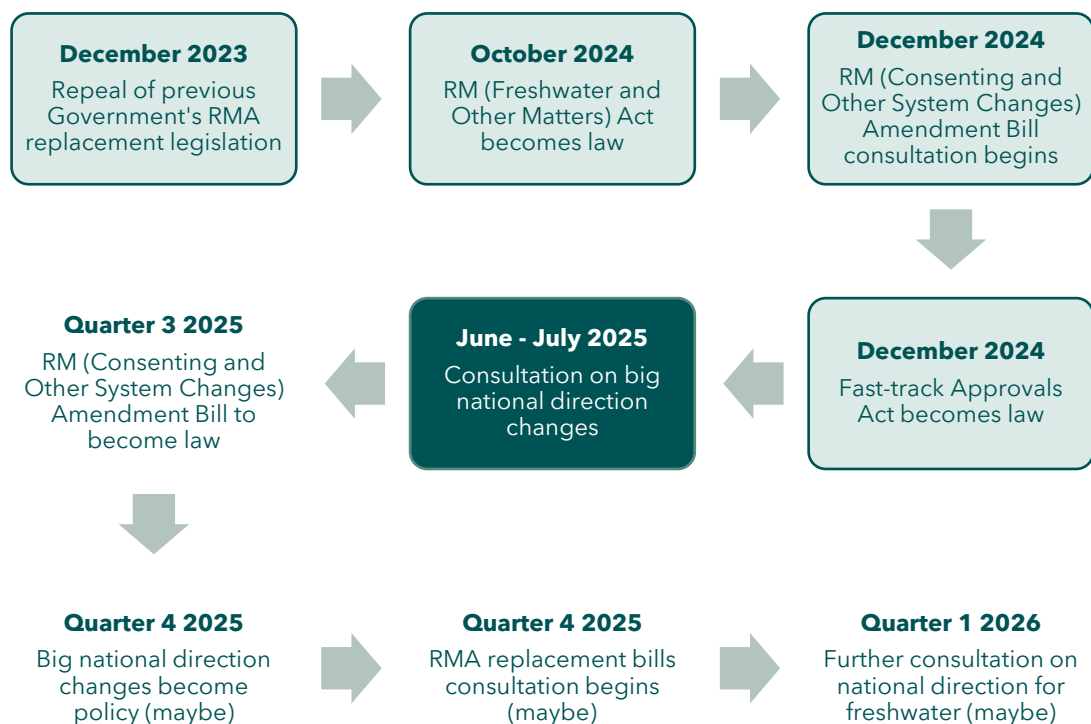 December 2023
Repeal of previous
Government's RMA
replacement legislation
October 2024
RM (Freshwater and
Other Matters) Act
becomes law
December 2024
RM (Consenting and
Other System Changes)
Amendment Bill
consultation begins
December 2024
Fast-track Approvals
Act becomes law
June - July 2025
Consultation on big
national direction
changes
Quarter 3 2025
RM (Consenting and
Other System Changes)
Amendment Bill to
become law
Quarter 4 2025
Big national direction
changes become
policy (maybe)
Quarter 4 2025
RMA replacement bills
consultation begins
(maybe)
Quarter 1 2026
Further consultation on
national direction for
freshwater (maybe)